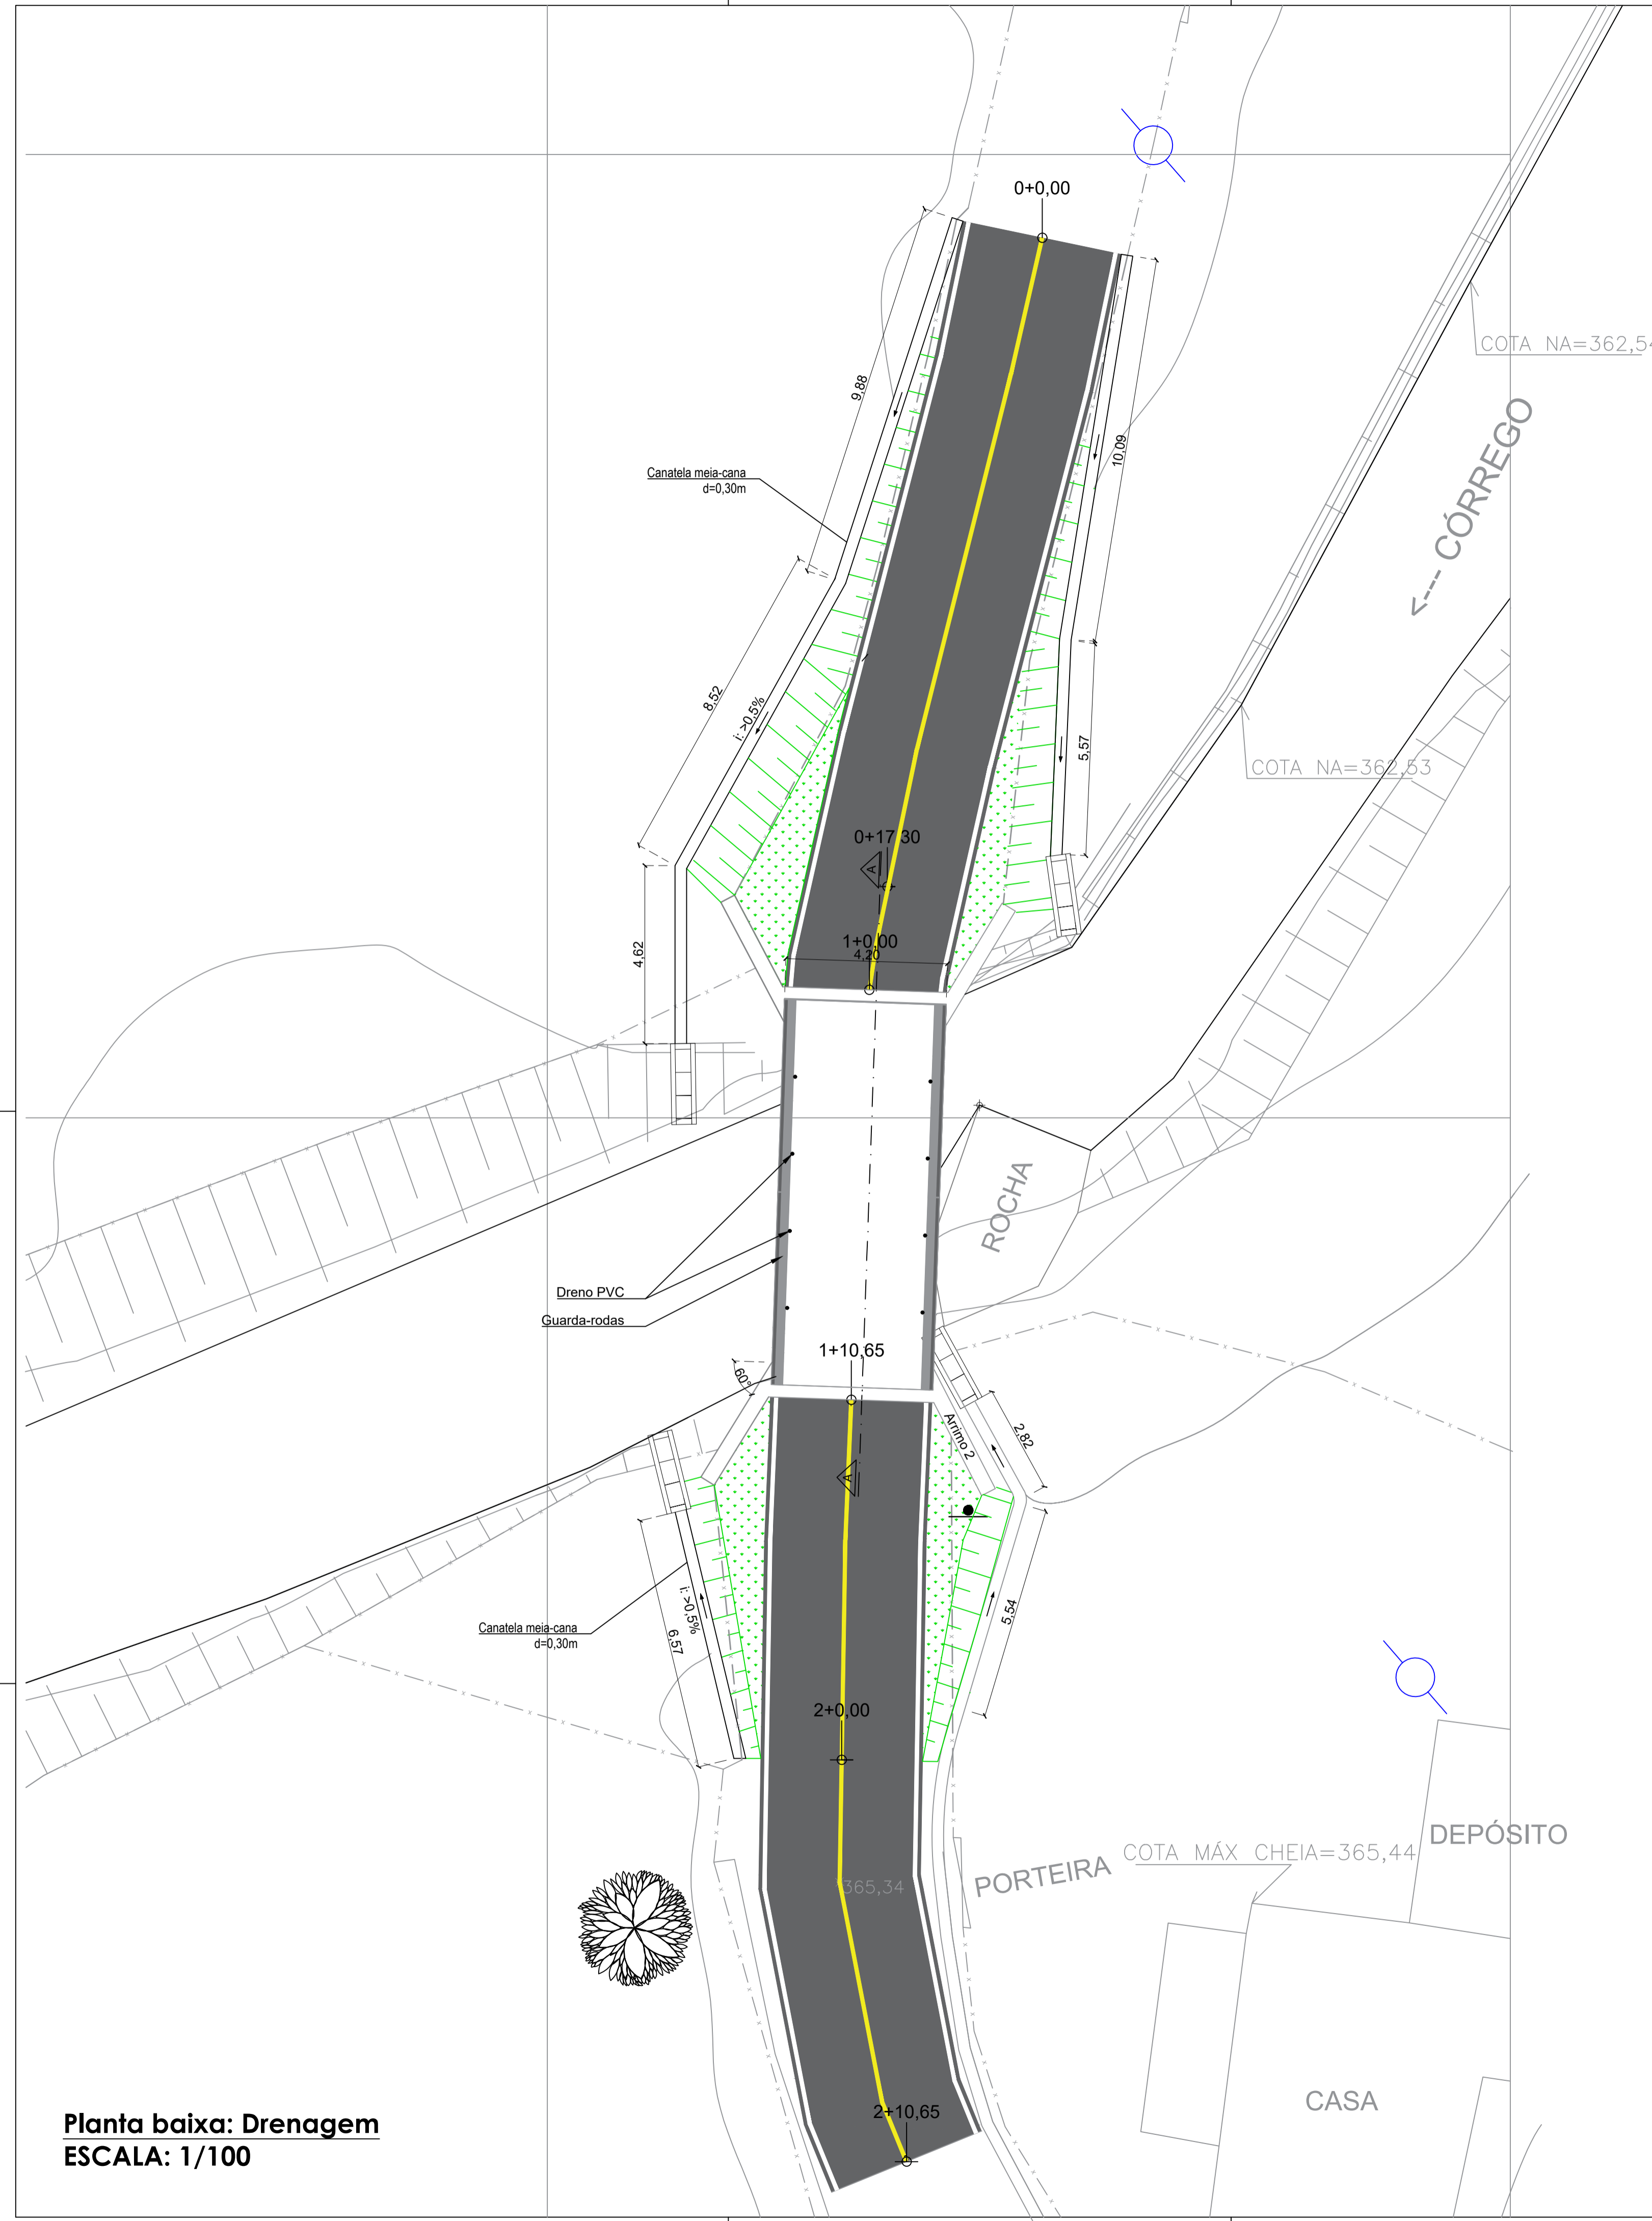 0+0,00
COTA NA=362,54
9,88
10,09
<--- CÓRREGO
Canatela meia-cana
d=0,30m
8,52
i: >0,5%
5,57
COTA NA=362,53
0+17,30
A
1+0,00
4,20
4,62
ROCHA
Dreno PVC
Guarda-rodas
1+10,65
60°
Arrimo 2
2,82
A
i: >0,5%
6,57
5,54
Canatela meia-cana
d=0,30m
2+0,00
DEPÓSITO
COTA MÁX CHEIA=365,44
PORTEIRA
365,34
CASA
2+10,65
Planta baixa: Drenagem
ESCALA: 1/100